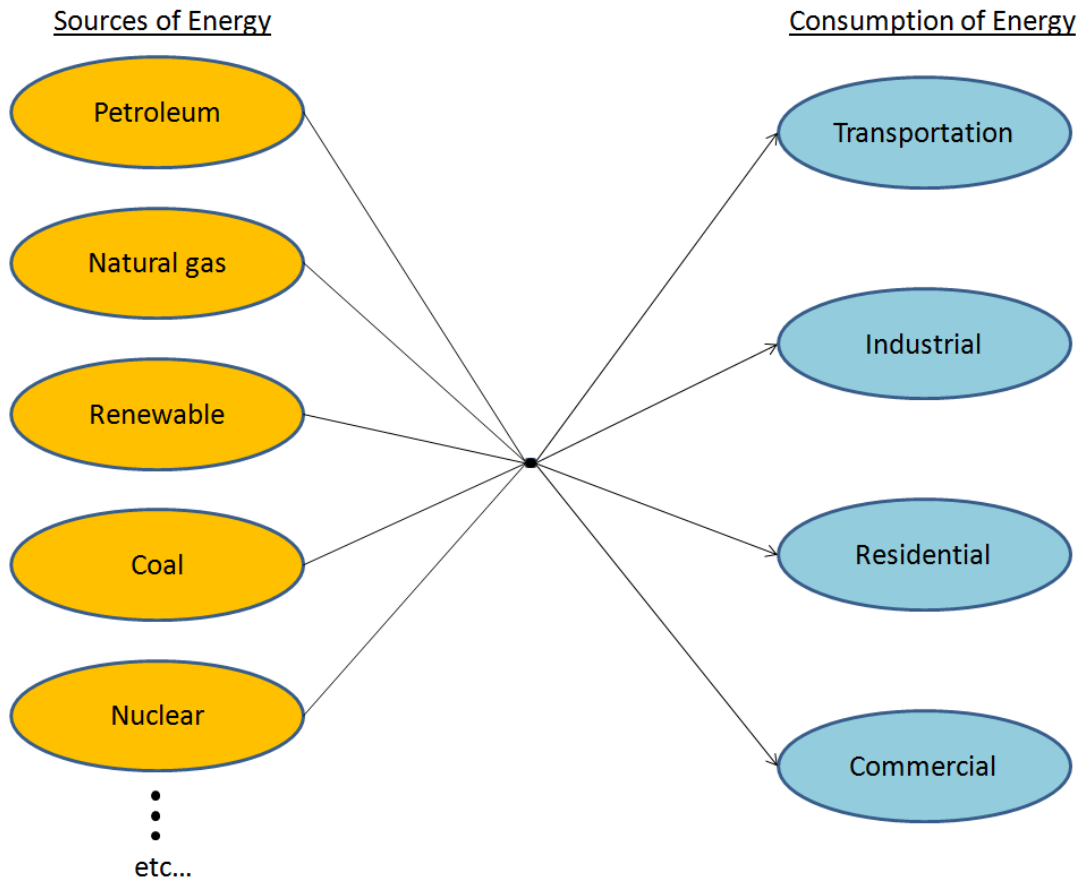 Sources of Energy
Petroleum
Natural gas
Renewable
Coal
Nuclear
etc...
Consumption of Energy
Transportation
Industrial
Residential
Commercial